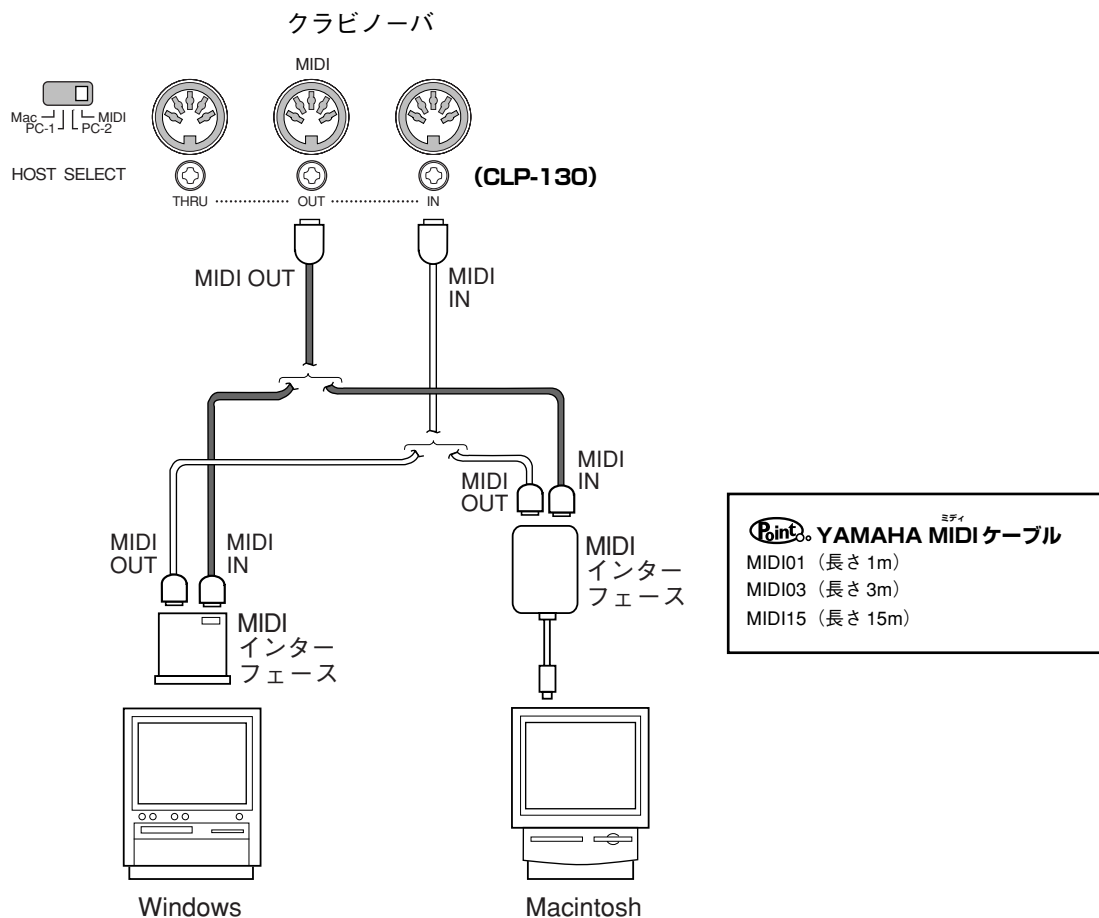 クラビノーバ
MIDI
Mac
MIDI
PC-1
PC-2
HOST SELECT
(CLP-130)
THRU
OUT
IN
MIDI OUT
MIDI
IN
MIDI
OUT
MIDI
IN
MIDI
OUT
MIDI
IN
MIDI
インター
フェース
MIDI
インター
フェース
ミディ
Point YAMAHA MIDIケーブル
MIDI01（長さ 1m）
MIDI03（長さ 3m）
MIDI15（長さ 15m）
Windows
Macintosh